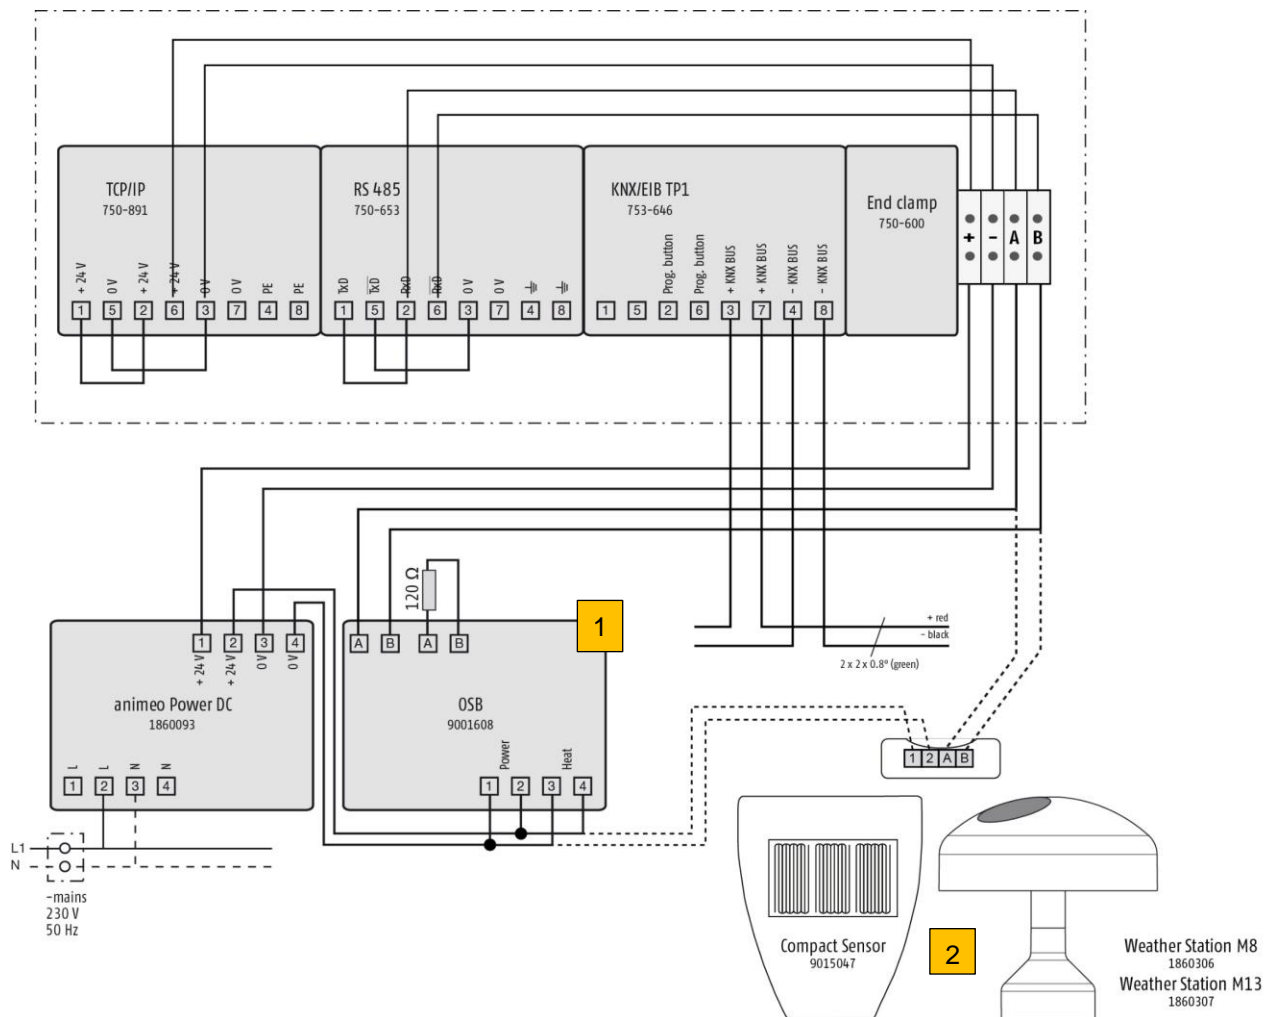 TCP/IP
750-891
RS 485
750-653
KNX/EIB TP1
753-646
End clamp
750-600
+ 24 V
0 V
+ 24 V
+ 24 V
0 V
0 V
PE
PE
TxD
TxD
RxD
RxD
0 V
0 V
Prog. button
Prog. button
+ KNX BUS
+ KNX BUS
- KNX BUS
- KNX BUS
+ - A B
1 5 2 6 3 7 4 8
1 5 2 6 3 7 4 8
1 5 2 6 3 7 4 8
120 Ω
1
+ red
- black
2 x 2 x 0.8º (green)
1 2 3 4
+ 24 V
+ 24 V
0 V
0 V
animeo Power DC
1860093
L
L
N
N
1 2 3 4
A B A B
OSB
9001608
Power
Heat
1 2 3 4
1 2 A B
L1
N
~mains
230 V
50 Hz
Compact Sensor
9015047
2
Weather Station M8
1860306
Weather Station M13
1860307